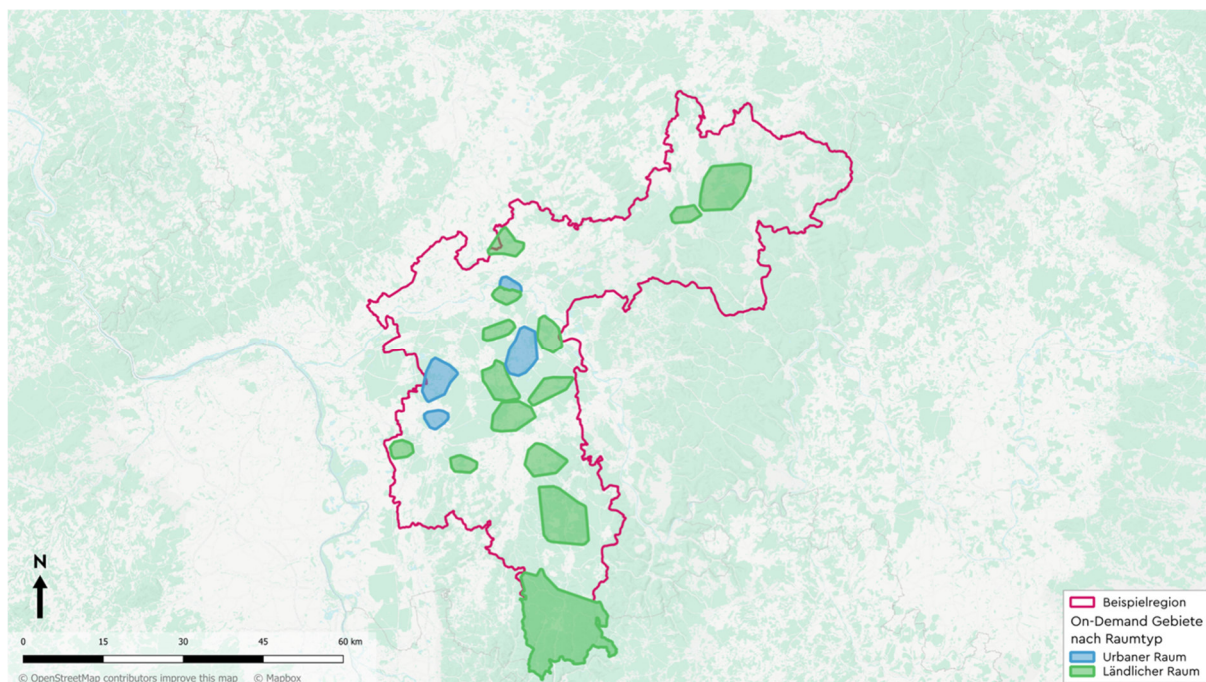 N
0 15 30 45 60 km
© OpenStreetMap contributors improve this map © Mapbox
Beispielregion
On-Demand Gebiete
nach Raumtyp
Urbaner Raum
Ländlicher Raum